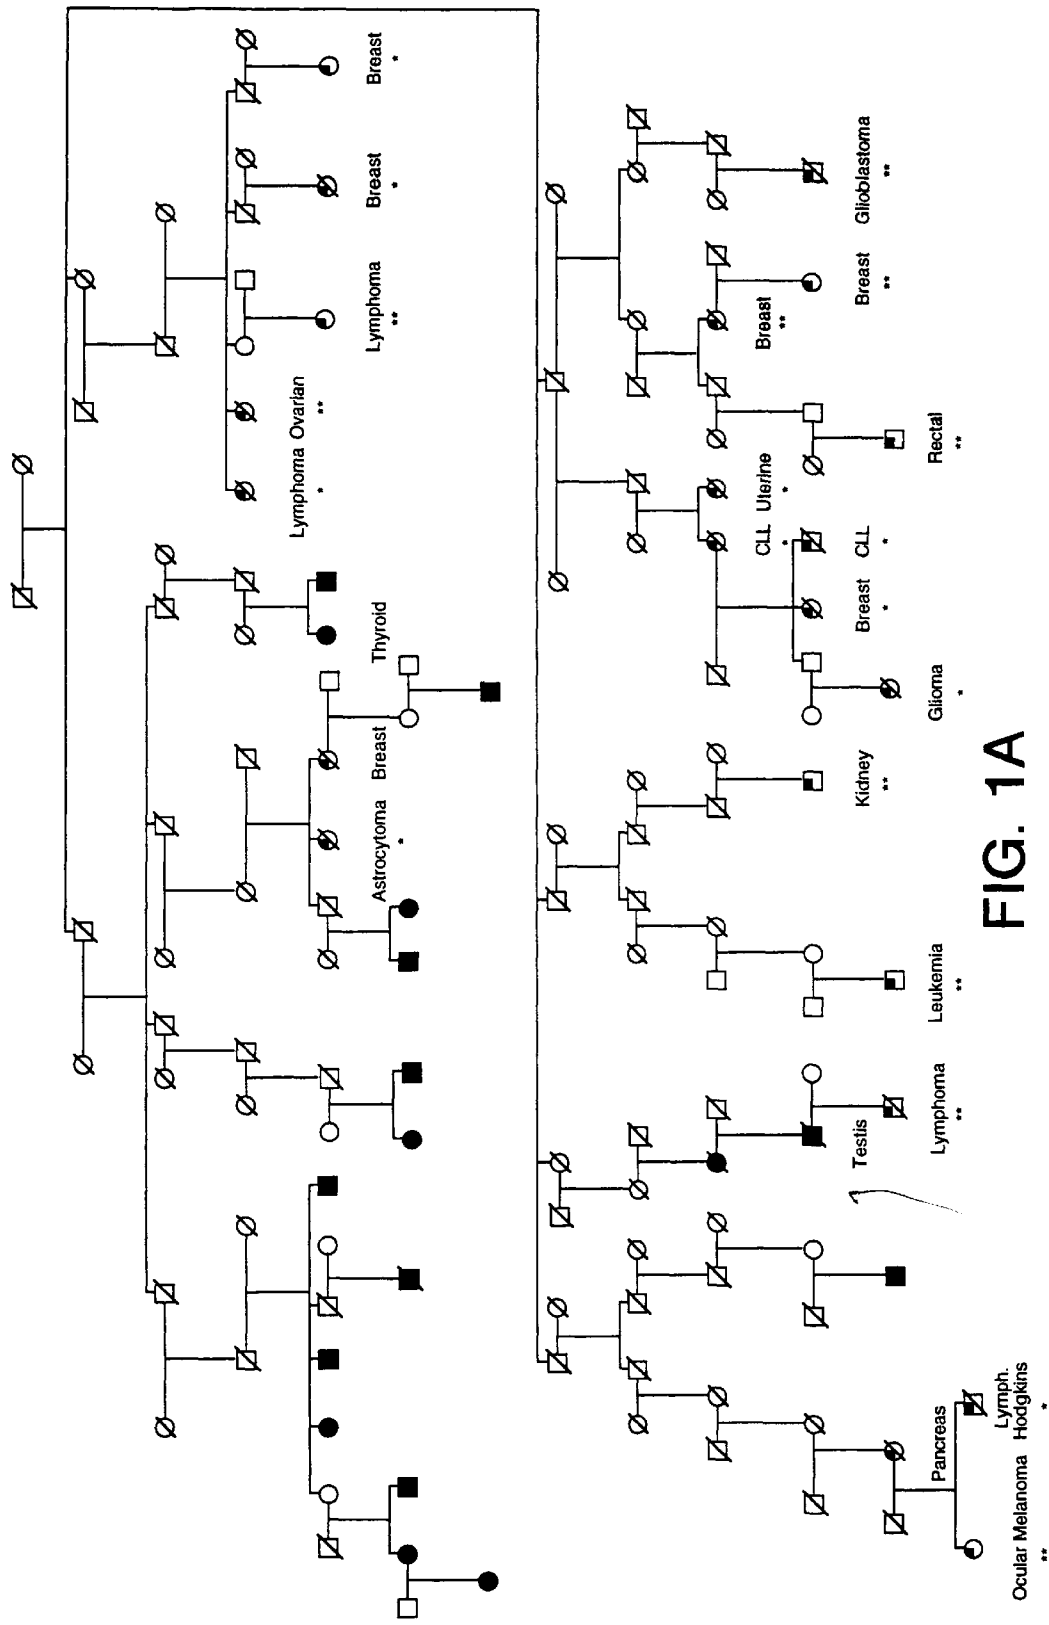 Breast
*
Breast
*
Lymphoma
**
Lymphoma Ovarian
* **
Thyroid
Breast
Astrocytoma
*
Glioblastoma
**
Breast
**
Breast
**
Rectal
**
Uterine
*
CLL
*
CLL
*
Breast
*
Glioma
*
Kidney
**
Leukemia
**
Testis
Lymphoma
**
Pancreas
Lymph.
Hodgkins
*
Ocular Melanoma
**
FIG. 1A